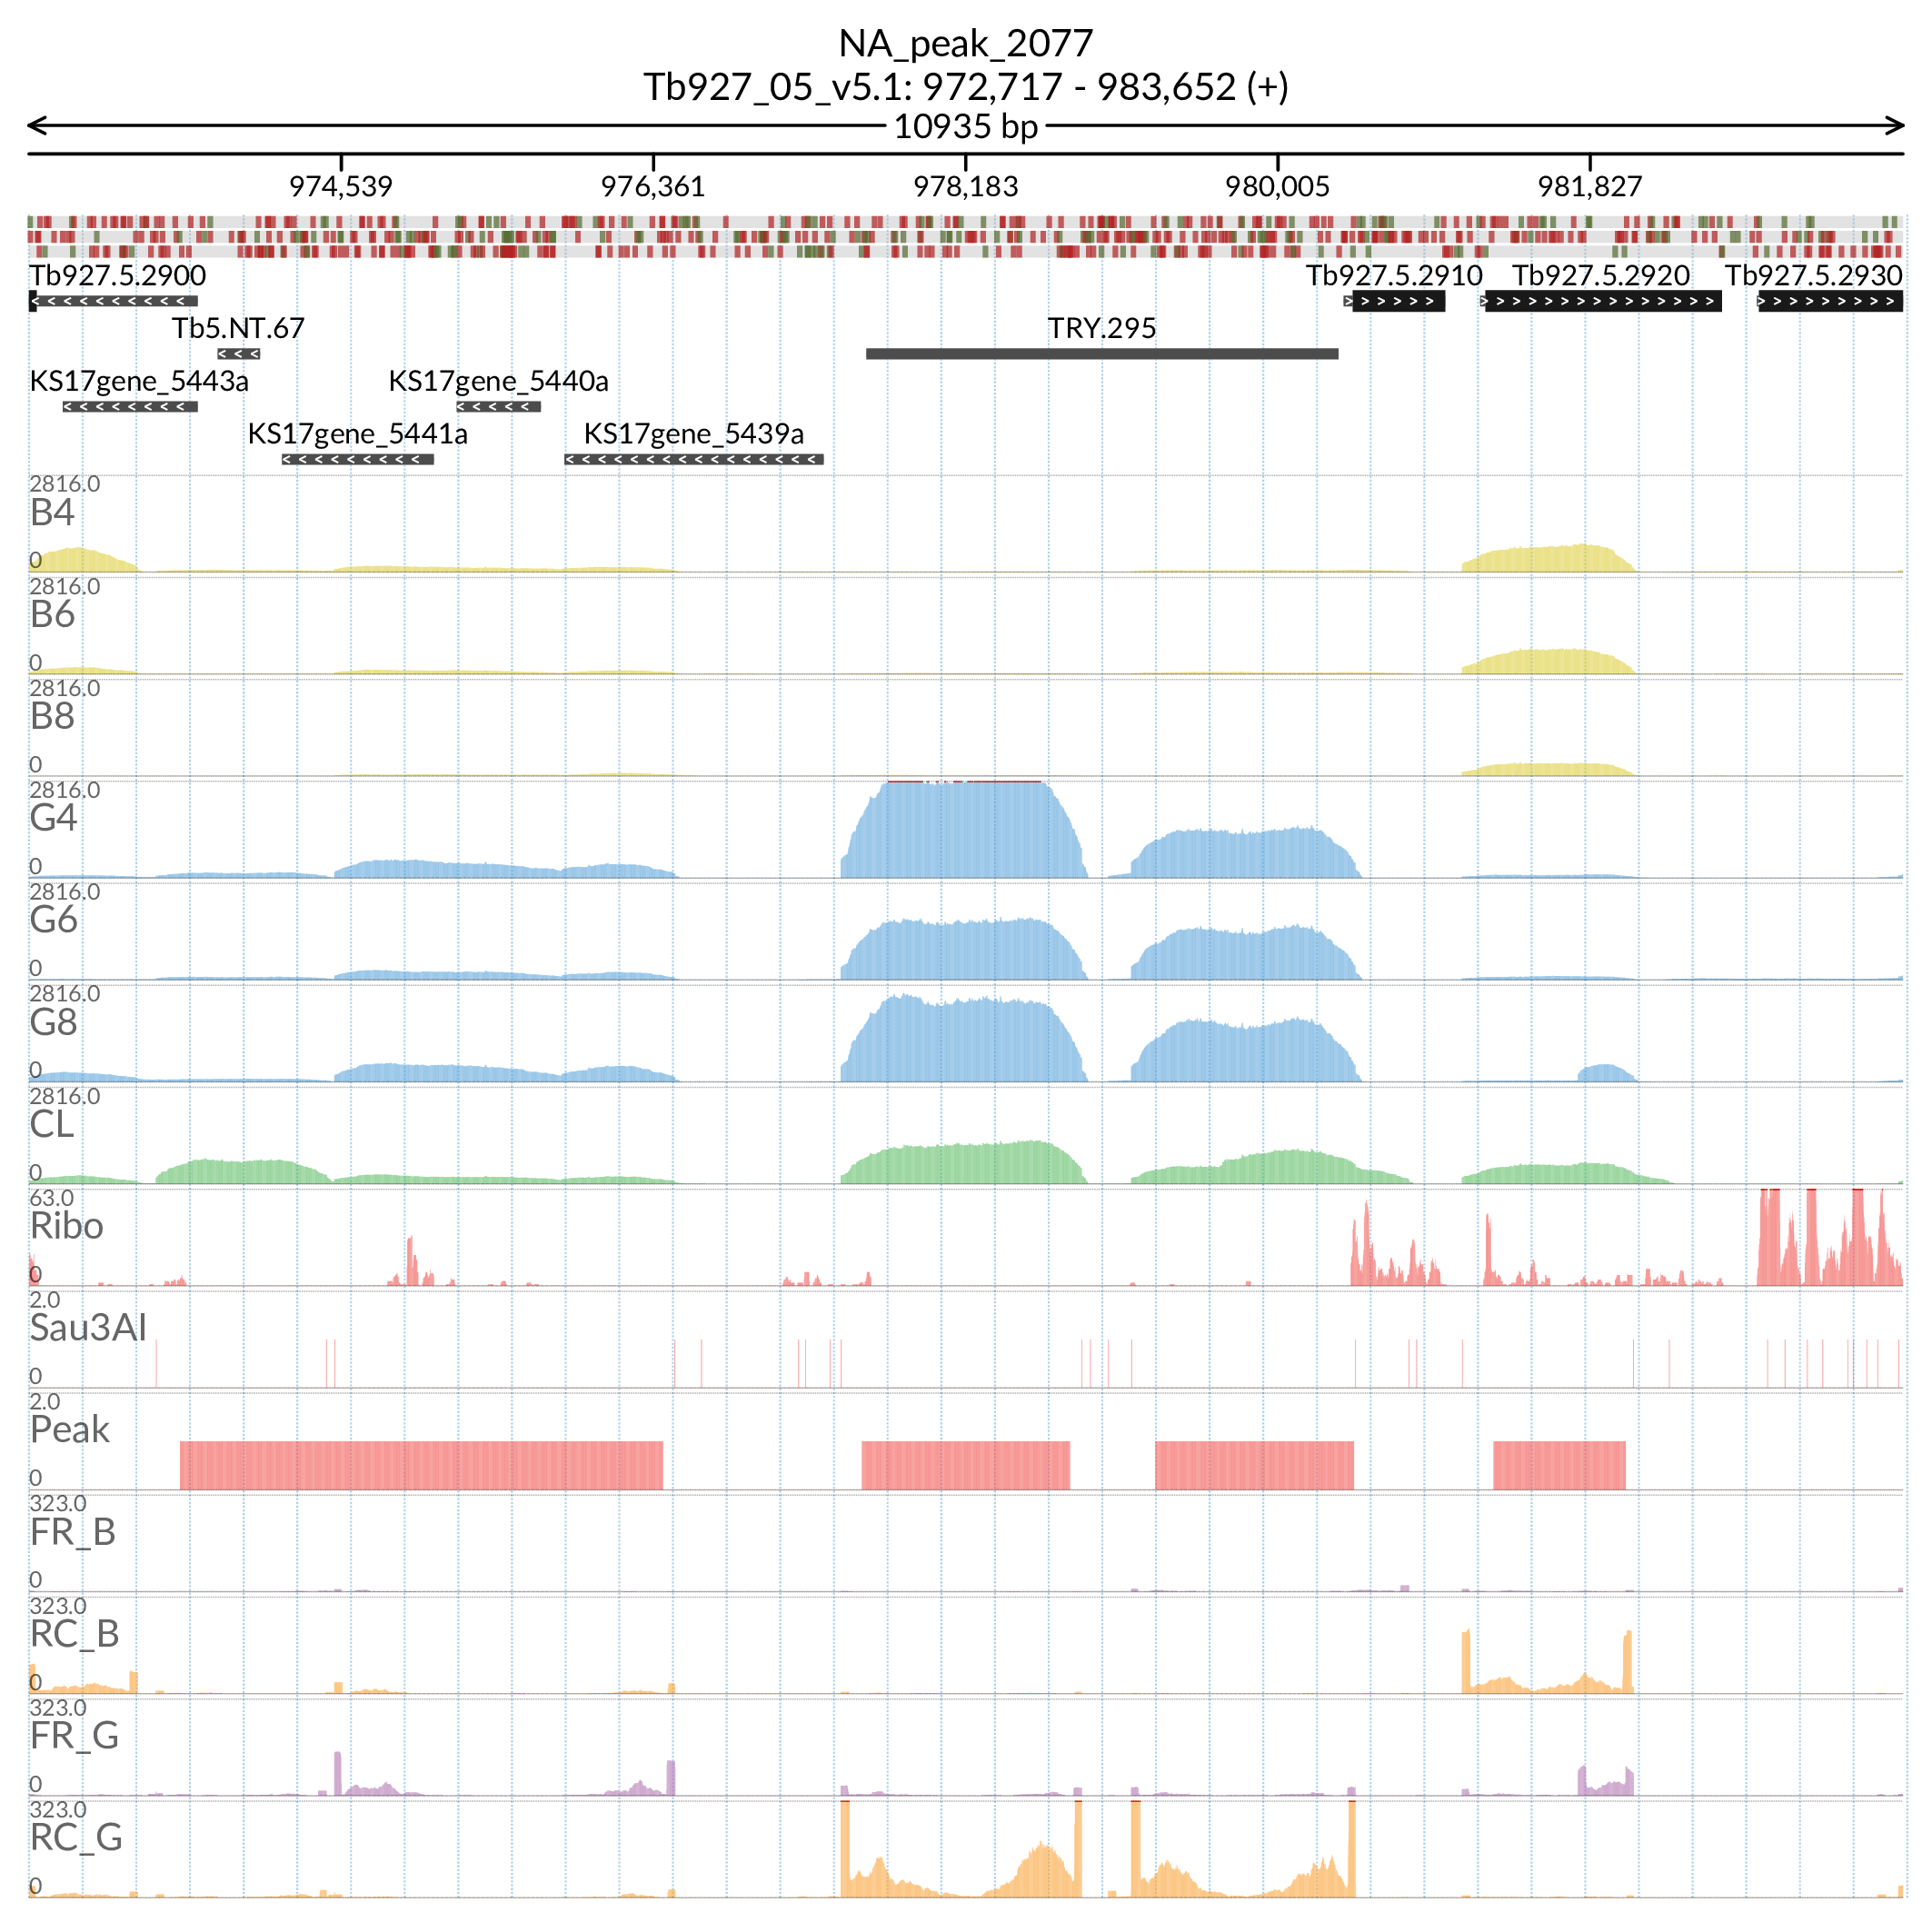 NA_peak_2077
Tb927_05_v5.1: 972,717 - 983,652 (+)
10935 bp
974,539 976,361 978,183 980,005 981,827
Tb927.5.2900 Tb927.5.2910 Tb927.5.2920 Tb927.5.2930
Tb5.NT.67 TRY.295
KS17gene_5443a KS17gene_5440a
KS17gene_5441a KS17gene_5439a
2816.0
B4
0
2816.0
B6
0
2816.0
B8
0
2816.0
G4
0
2816.0
G6
0
2816.0
G8
0
2816.0
CL
0
63.0
Ribo
0
2.0
Sau3AI
0
2.0
Peak
0
323.0
FR_B
0
323.0
RC_B
0
323.0
FR_G
0
323.0
RC_G
0